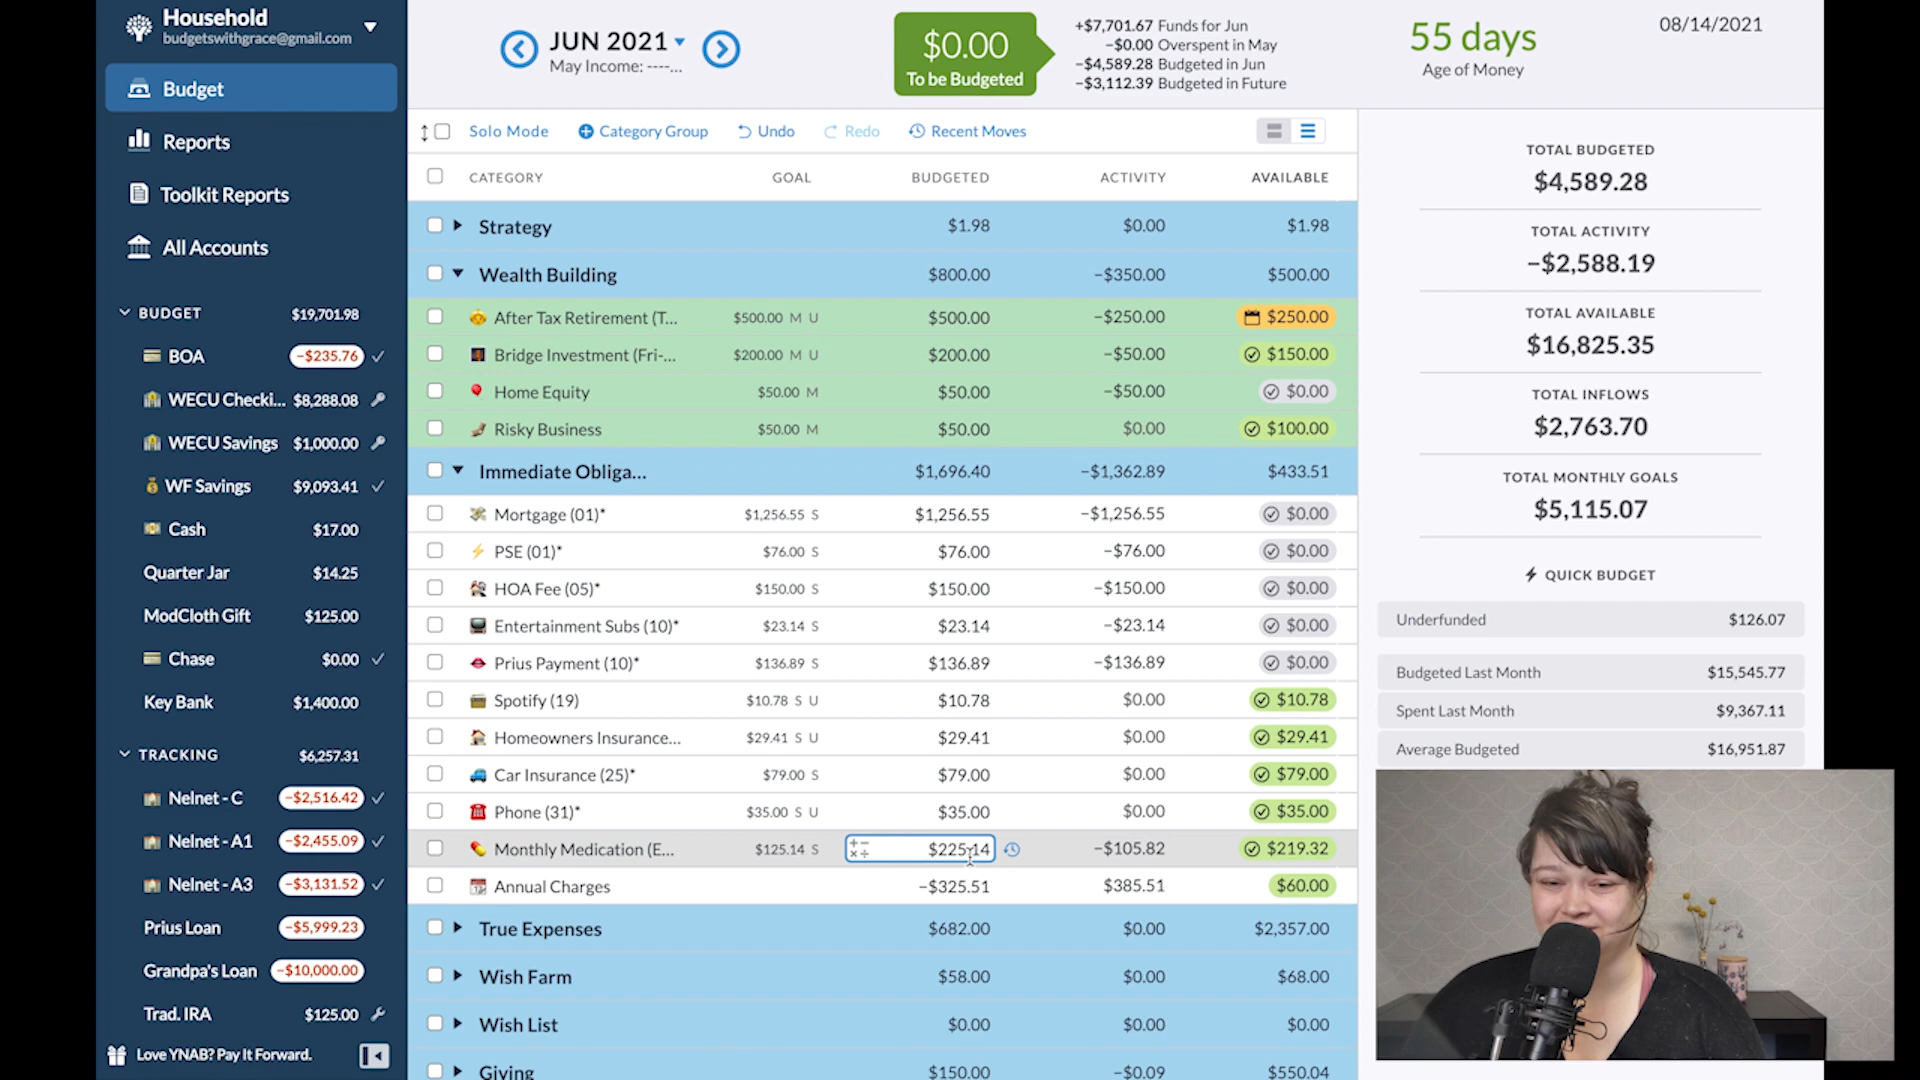 Household
budgetswithgrace@gmail.com
Budget
Reports
Toolkit Reports
All Accounts
BUDGET $19,701.98
BOA −$235.76
WECU Checki... $8,288.08
WECU Savings $1,000.00
WF Savings $9,093.41
Cash $17.00
Quarter Jar $14.25
ModCloth Gift $125.00
Chase $0.00
Key Bank $1,400.00
TRACKING $6,257.31
Nelnet - C −$2,516.42
Nelnet - A1 −$2,455.09
Nelnet - A3 −$3,131.52
Prius Loan −$5,999.23
Grandpa's Loan −$10,000.00
Trad. IRA $125.00
Love YNAB? Pay It Forward.
JUN 2021
May Income: ----...
$0.00
To be Budgeted
+$7,701.67 Funds for Jun
−$0.00 Overspent in May
−$4,589.28 Budgeted in Jun
−$3,112.39 Budgeted in Future
55 days
Age of Money
08/14/2021
Solo Mode Category Group Undo Redo Recent Moves
CATEGORY GOAL BUDGETED ACTIVITY AVAILABLE
Strategy $1.98 $0.00 $1.98
Wealth Building $800.00 −$350.00 $500.00
After Tax Retirement (T... $500.00 M U $500.00 −$250.00 $250.00
Bridge Investment (Fri-... $200.00 M U $200.00 −$50.00 $150.00
Home Equity $50.00 M $50.00 −$50.00 $0.00
Risky Business $50.00 M $50.00 $0.00 $100.00
Immediate Obliga... $1,696.40 −$1,362.89 $433.51
Mortgage (01)* $1,256.55 S $1,256.55 −$1,256.55 $0.00
PSE (01)* $76.00 S $76.00 −$76.00 $0.00
HOA Fee (05)* $150.00 S $150.00 −$150.00 $0.00
Entertainment Subs (10)* $23.14 S $23.14 −$23.14 $0.00
Prius Payment (10)* $136.89 S $136.89 −$136.89 $0.00
Spotify (19) $10.78 S U $10.78 $0.00 $10.78
Homeowners Insurance... $29.41 S U $29.41 $0.00 $29.41
Car Insurance (25)* $79.00 S $79.00 $0.00 $79.00
Phone (31)* $35.00 S U $35.00 $0.00 $35.00
Monthly Medication (E... $125.14 S $225.14 −$105.82 $219.32
Annual Charges −$325.51 $385.51 $60.00
True Expenses $682.00 $0.00 $2,357.00
Wish Farm $58.00 $0.00 $68.00
Wish List $0.00 $0.00 $0.00
Giving $150.00 −$0.09 $550.04
TOTAL BUDGETED
$4,589.28
TOTAL ACTIVITY
−$2,588.19
TOTAL AVAILABLE
$16,825.35
TOTAL INFLOWS
$2,763.70
TOTAL MONTHLY GOALS
$5,115.07
QUICK BUDGET
Underfunded $126.07
Budgeted Last Month $15,545.77
Spent Last Month $9,367.11
Average Budgeted $16,951.87